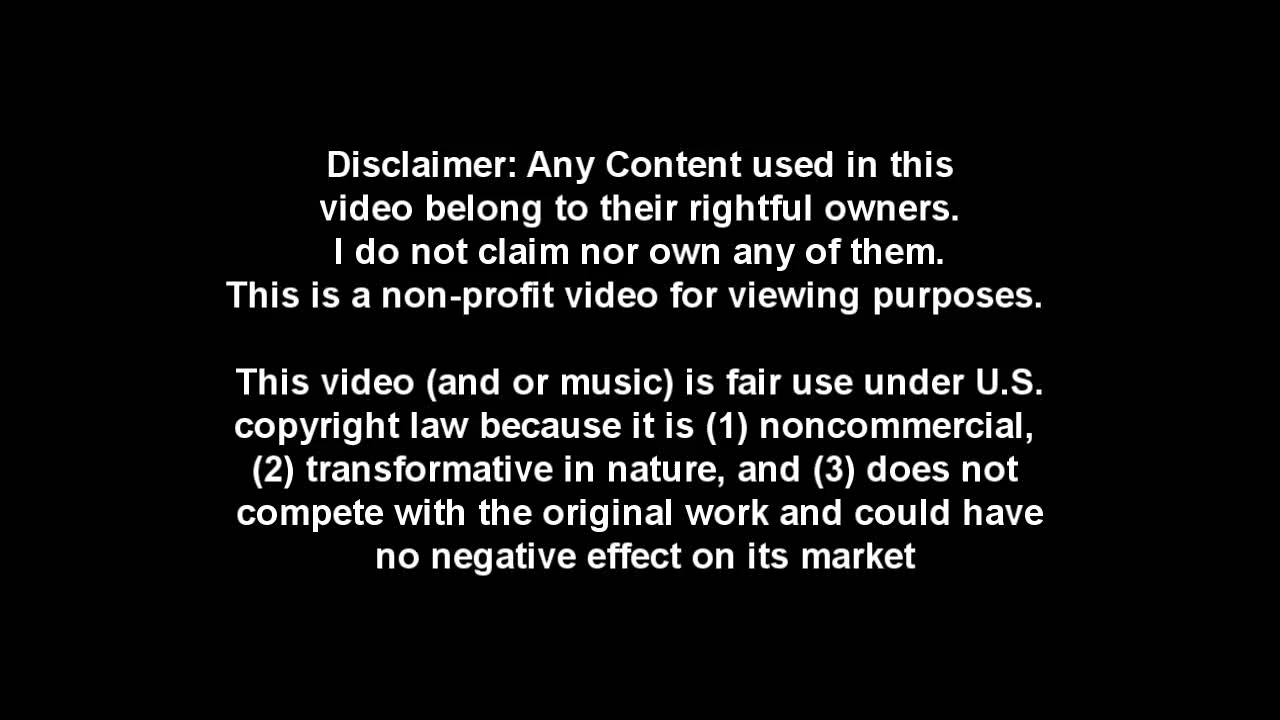 Disclaimer: Any Content used in this
video belong to their rightful owners.
I do not claim nor own any of them.
This is a non-profit video for viewing purposes.
This video (and or music) is fair use under U.S.
copyright law because it is (1) noncommercial,
(2) transformative in nature, and (3) does not
compete with the original work and could have
no negative effect on its market